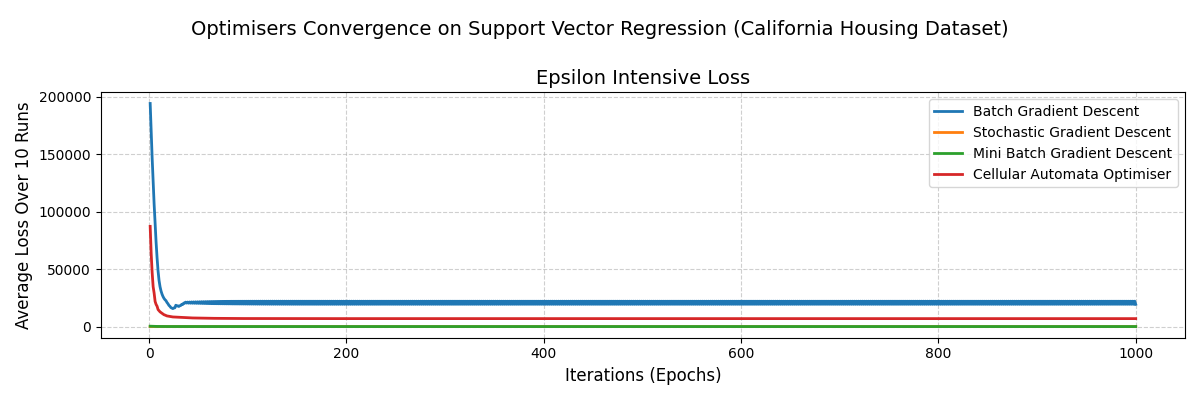 Optimisers Convergence on Support Vector Regression (California Housing Dataset)
Epsilon Intensive Loss
Average Loss Over 10 Runs
200000
150000
100000
50000
0
Batch Gradient Descent
Stochastic Gradient Descent
Mini Batch Gradient Descent
Cellular Automata Optimiser
0 200 400 600 800 1000
Iterations (Epochs)